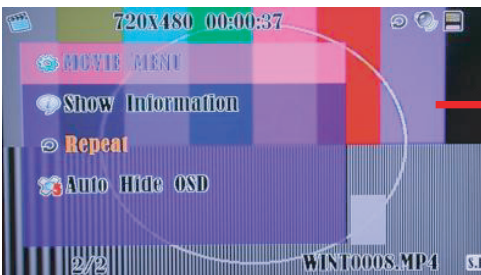 720X480 00:00:37
MOVIE MENU
Show Information
Repeat
Auto Hide OSD
2/2
WINT0008.MP4